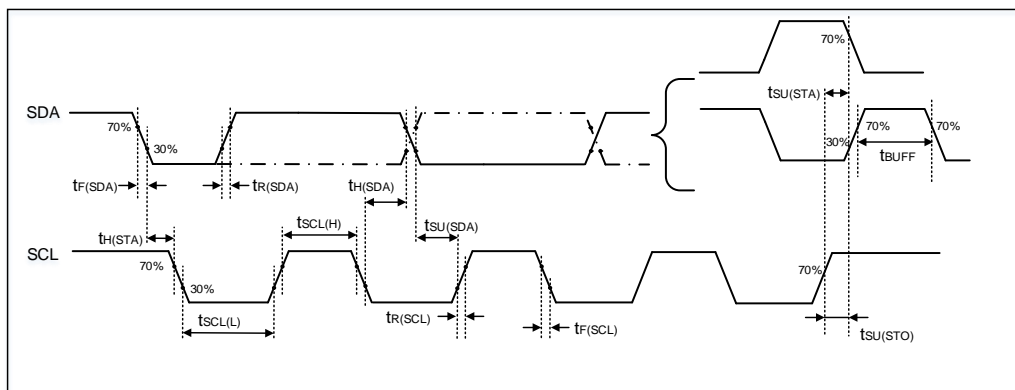 70%
tSU(STA)
SDA
70%
30%
70%
30%
70%
tBUFF
tF(SDA)
tR(SDA)
tH(SDA)
tH(STA)
tSCL(H)
tSU(SDA)
SCL
70%
30%
70%
tSCL(L)
tR(SCL)
tF(SCL)
tSU(STO)